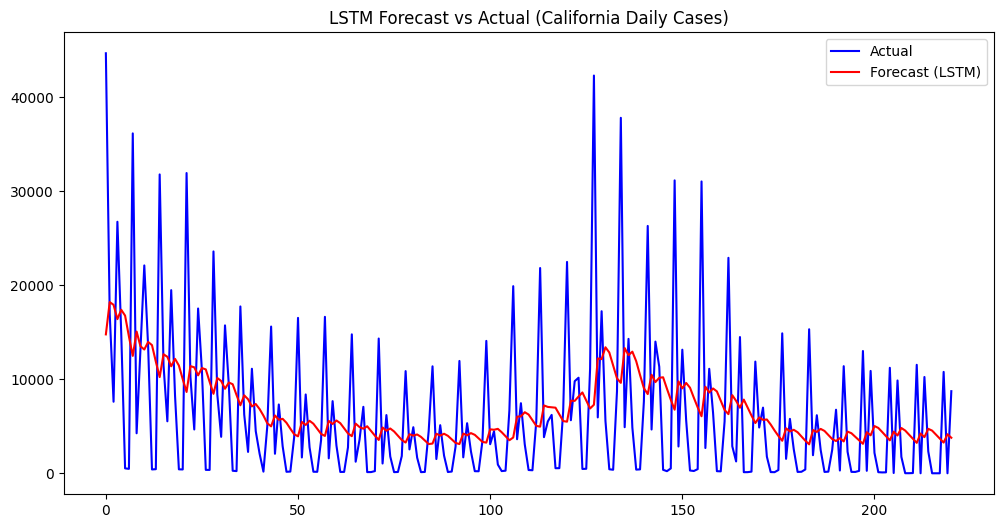 LSTM Forecast vs Actual (California Daily Cases)
Actual
Forecast (LSTM)
40000
30000
20000
10000
0
0 50 100 150 200